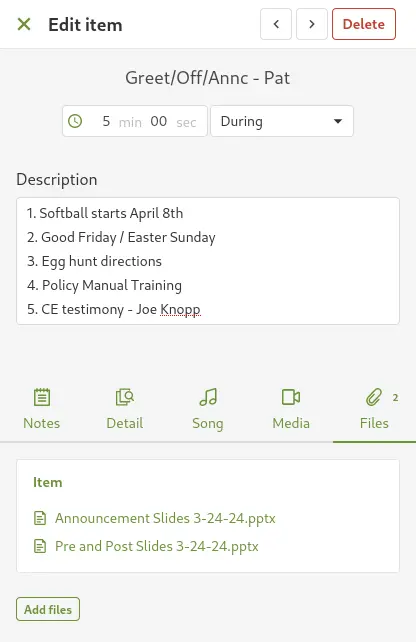 Edit item
Delete
Greet/Off/Annc - Pat
5 min 00 sec During
Description
1. Softball starts April 8th
2. Good Friday / Easter Sunday
3. Egg hunt directions
4. Policy Manual Training
5. CE testimony - Joe Knopp
2
Notes Detail Song Media Files
Item
Announcement Slides 3-24-24.pptx
Pre and Post Slides 3-24-24.pptx
Add files